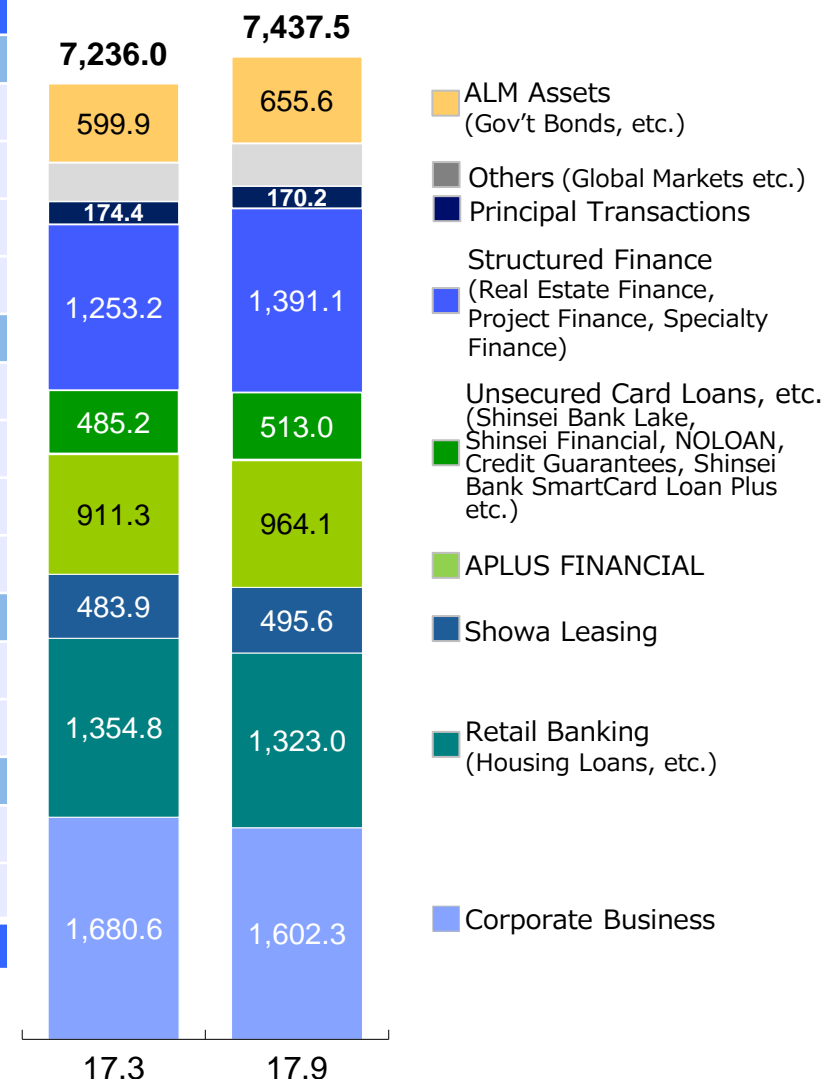 7,236.0
7,437.5
599.9
655.6
174.4
170.2
1,253.2
1,391.1
485.2
513.0
911.3
964.1
483.9
495.6
1,354.8
1,323.0
1,680.6
1,602.3
17.3
17.9
ALM Assets
(Gov’t Bonds, etc.)
Others (Global Markets etc.)
Principal Transactions
Structured Finance
(Real Estate Finance,
Project Finance, Specialty
Finance)
Unsecured Card Loans, etc.
(Shinsei Bank Lake,
Shinsei Financial, NOLOAN,
Credit Guarantees, Shinsei
Bank SmartCard Loan Plus
etc.)
APLUS FINANCIAL
Showa Leasing
Retail Banking
(Housing Loans, etc.)
Corporate Business